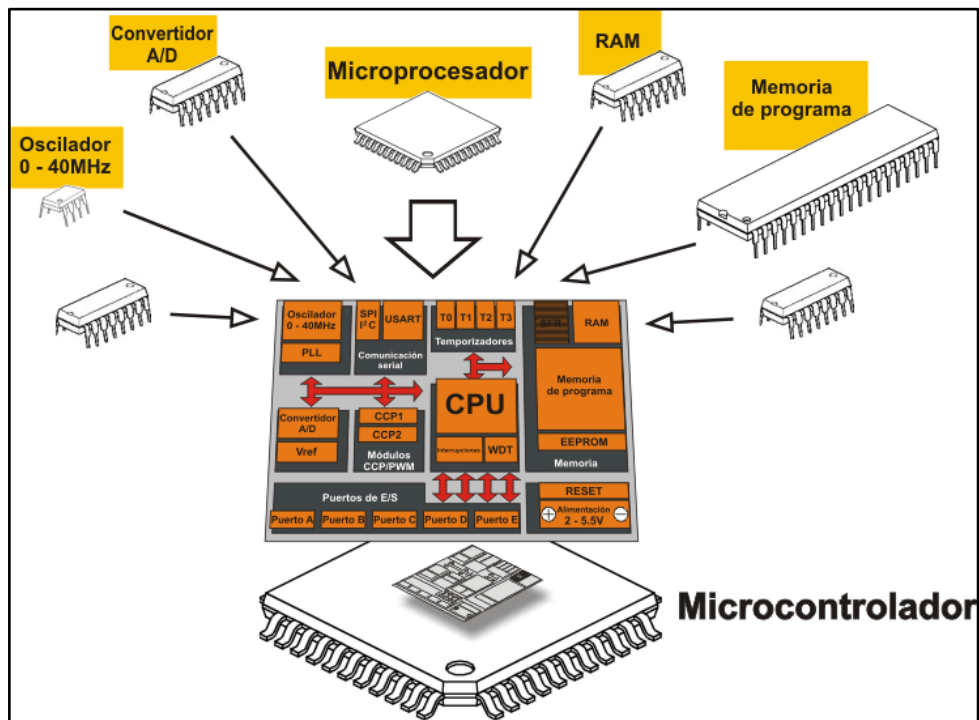 Convertidor
A/D
Microprocesador
RAM
Memoria
de programa
Oscilador
0 - 40MHz
Oscilador
0 - 40MHz
PLL
SPI
I²C
USART
Comunicación
serial
T0
T1
T2
T3
Temporizadores
SFR
RAM
Memoria
de programa
EEPROM
Memoria
Convertidor
A/D
Vref
CCP1
CCP2
Módulos
CCP/PWM
CPU
Interrupciones
WDT
Puertos de E/S
Puerto A
Puerto B
Puerto C
Puerto D
Puerto E
RESET
+
Alimentación
2 - 5.5V
−
Microcontrolador